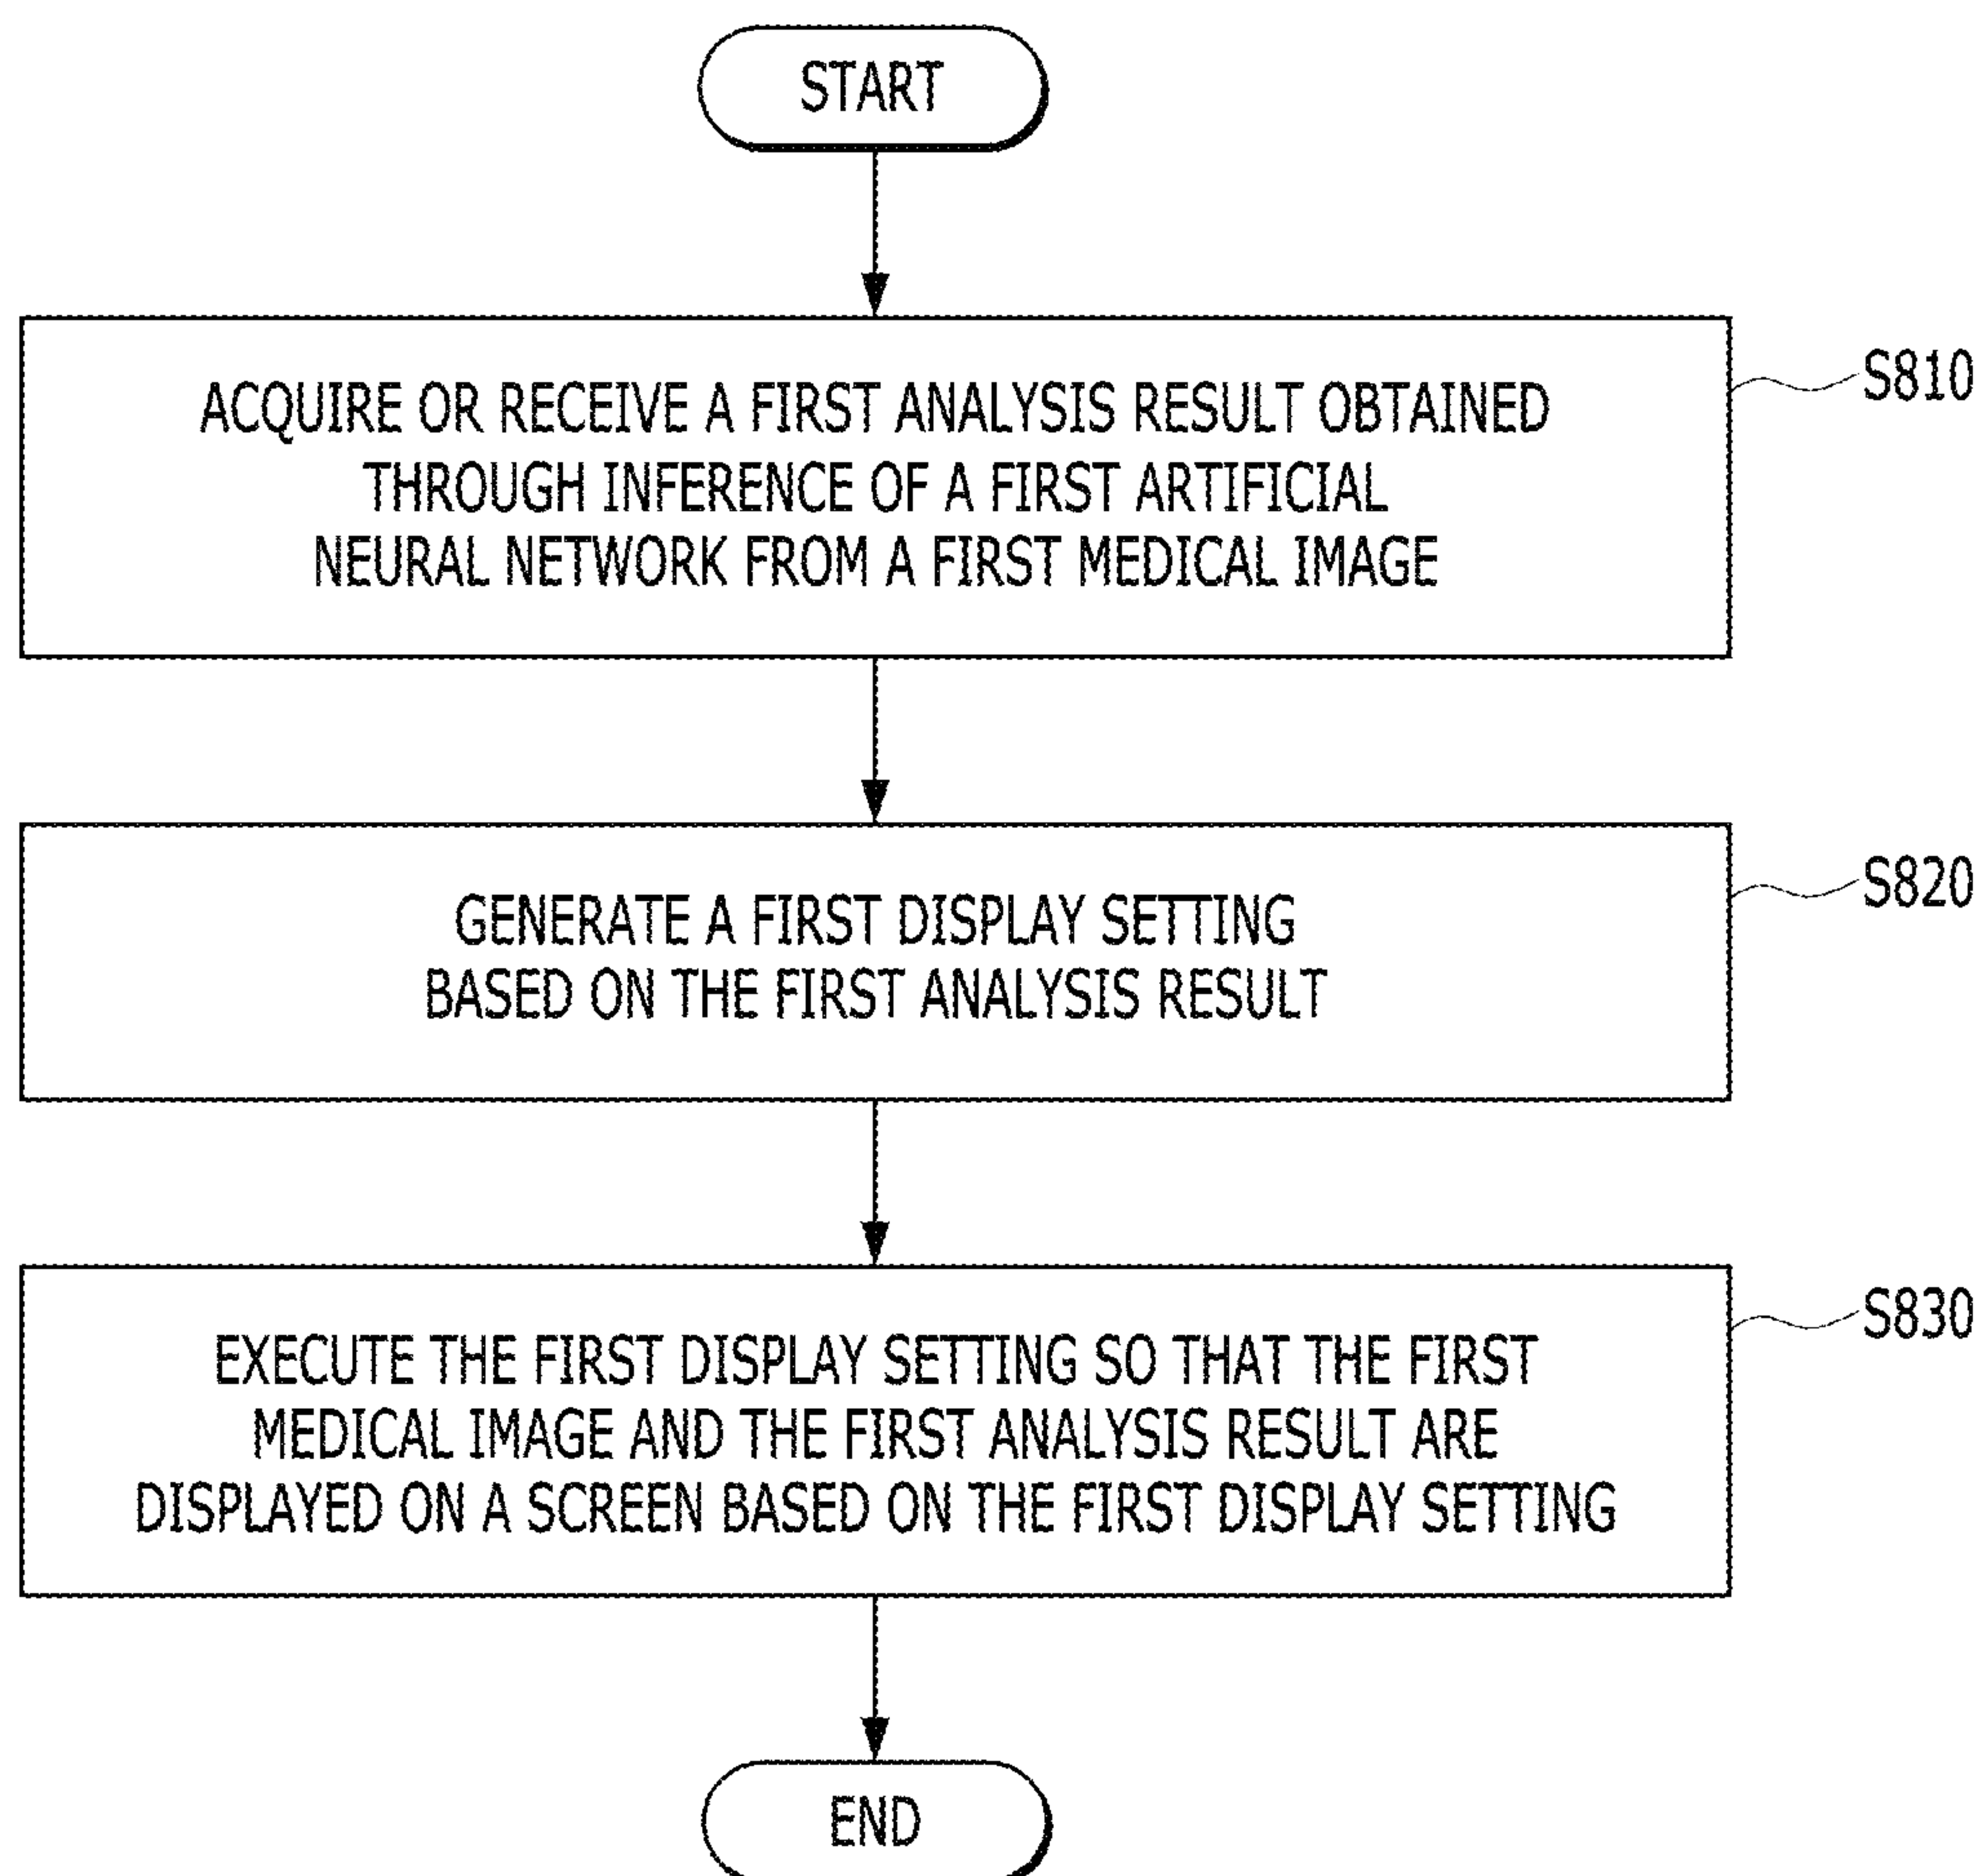 START
ACQUIRE OR RECEIVE A FIRST ANALYSIS RESULT OBTAINED
THROUGH INFERENCE OF A FIRST ARTIFICIAL
NEURAL NETWORK FROM A FIRST MEDICAL IMAGE
S810
GENERATE A FIRST DISPLAY SETTING
BASED ON THE FIRST ANALYSIS RESULT
S820
EXECUTE THE FIRST DISPLAY SETTING SO THAT THE FIRST
MEDICAL IMAGE AND THE FIRST ANALYSIS RESULT ARE
DISPLAYED ON A SCREEN BASED ON THE FIRST DISPLAY SETTING
S830
END